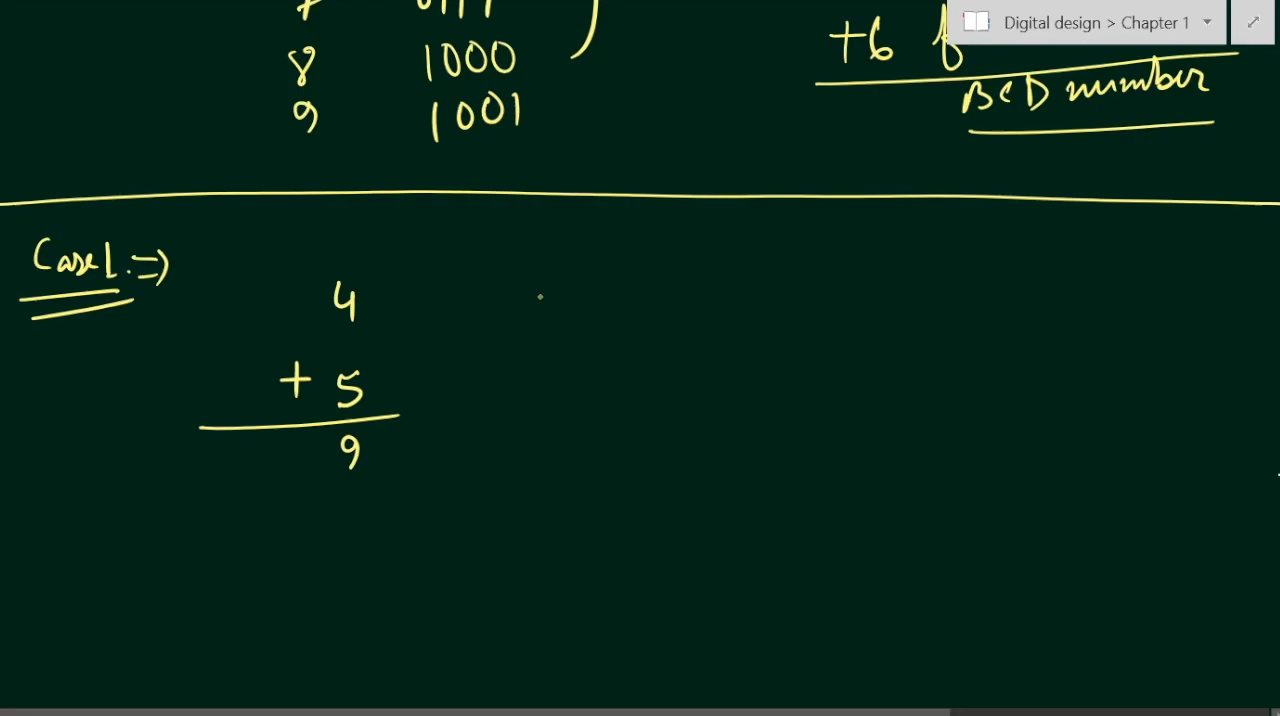 Digital design > Chapter 1
8 1000
9 1001
+6
BCD number
Case1. =>
4
+ 5
9